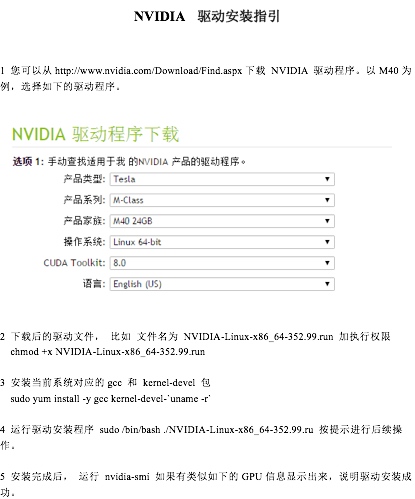 NVIDIA 驱动安装指引
1 您可以从 http://www.nvidia.com/Download/Find.aspx 下载 NVIDIA 驱动程序。以 M40 为
例，选择如下的驱动程序。
NVIDIA 驱动程序下载
选项 1: 手动查找适用于我 的NVIDIA 产品的驱动程序。
产品类型: Tesla
产品系列: M-Class
产品家族: M40 24GB
操作系统: Linux 64-bit
CUDA Toolkit: 8.0
语言: English (US)
2 下载后的驱动文件， 比如 文件名为 NVIDIA-Linux-x86_64-352.99.run 加执行权限
chmod +x NVIDIA-Linux-x86_64-352.99.run
3 安装当前系统对应的 gcc 和 kernel-devel 包
sudo yum install -y gcc kernel-devel-`uname -r`
4 运行驱动安装程序 sudo /bin/bash ./NVIDIA-Linux-x86_64-352.99.ru 按提示进行后续操
作。
5 安装完成后， 运行 nvidia-smi 如果有类似如下的 GPU 信息显示出来，说明驱动安装成
功。